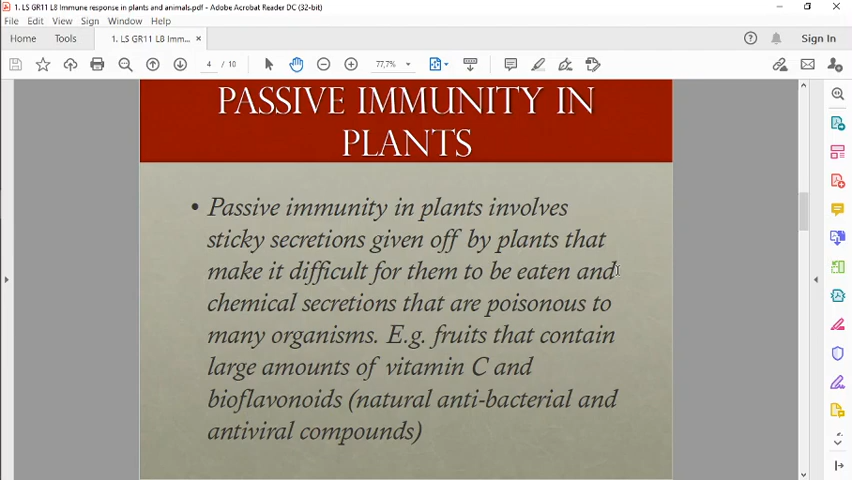 1. LS GR11 L8 Immune response in plants and animals.pdf - Adobe Acrobat Reader DC (32-bit)
File Edit View Sign Window Help
Home Tools 1. LS GR11 L8 Imm... × ? Sign In
4 / 10 77,7%
PASSIVE IMMUNITY IN
PLANTS
• Passive immunity in plants involves
sticky secretions given off by plants that
make it difficult for them to be eaten and
chemical secretions that are poisonous to
many organisms. E.g. fruits that contain
large amounts of vitamin C and
bioflavonoids (natural anti-bacterial and
antiviral compounds)